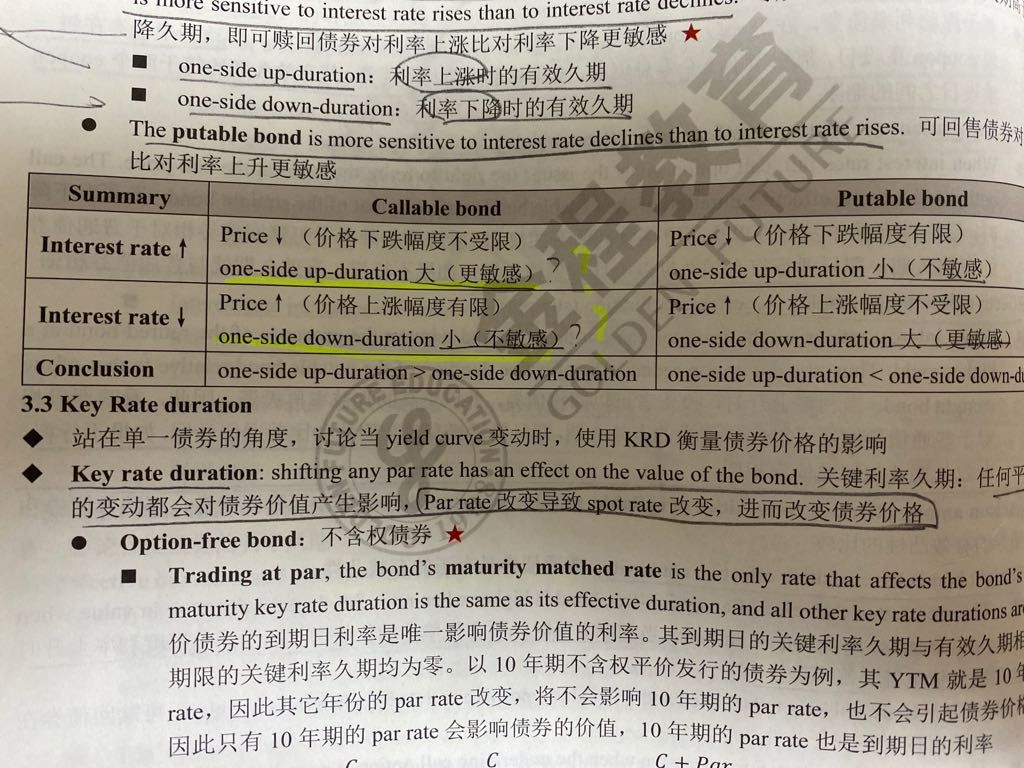 is more sensitive to interest rate rises than to interest rate declines.
降久期，即可赎回债券对利率上涨比对利率下降更敏感 ★
■ one-side up-duration：利率上涨时的有效久期
■ one-side down-duration：利率下降时的有效久期
● The putable bond is more sensitive to interest rate declines than to interest rate rises. 可回售债券对
比对利率上升更敏感
Summary Callable bond Putable bond
Interest rate↑ Price↓（价格下跌幅度不受限） Price↓（价格下跌幅度有限）
one-side up-duration 大（更敏感）? ? one-side up-duration 小（不敏感）
Interest rate↓ Price↑（价格上涨幅度有限） Price↑（价格上涨幅度不受限）
one-side down-duration 小（不敏感）? ? one-side down-duration 大（更敏感）
Conclusion one-side up-duration > one-side down-duration one-side up-duration < one-side down-du
3.3 Key Rate duration
◆ 站在单一债券的角度，讨论当 yield curve 变动时，使用 KRD 衡量债券价格的影响
◆ Key rate duration: shifting any par rate has an effect on the value of the bond. 关键利率久期：任何平
的变动都会对债券价值产生影响，Par rate 改变导致 spot rate 改变，进而改变债券价格
● Option-free bond：不含权债券 ★
■ Trading at par, the bond's maturity matched rate is the only rate that affects the bond's
maturity key rate duration is the same as its effective duration, and all other key rate durations are
价债券的到期日利率是唯一影响债券价值的利率。其到期日的关键利率久期与有效久期相
期限的关键利率久期均为零。以 10 年期不含权平价发行的债券为例，其 YTM 就是 10 年
rate，因此其它年份的 par rate 改变，将不会影响 10 年期的 par rate，也不会引起债券价格
因此只有 10 年期的 par rate 会影响债券的价值，10 年期的 par rate 也是到期日的利率
C C C + Par
金程教育
GOLDEN FUTURE